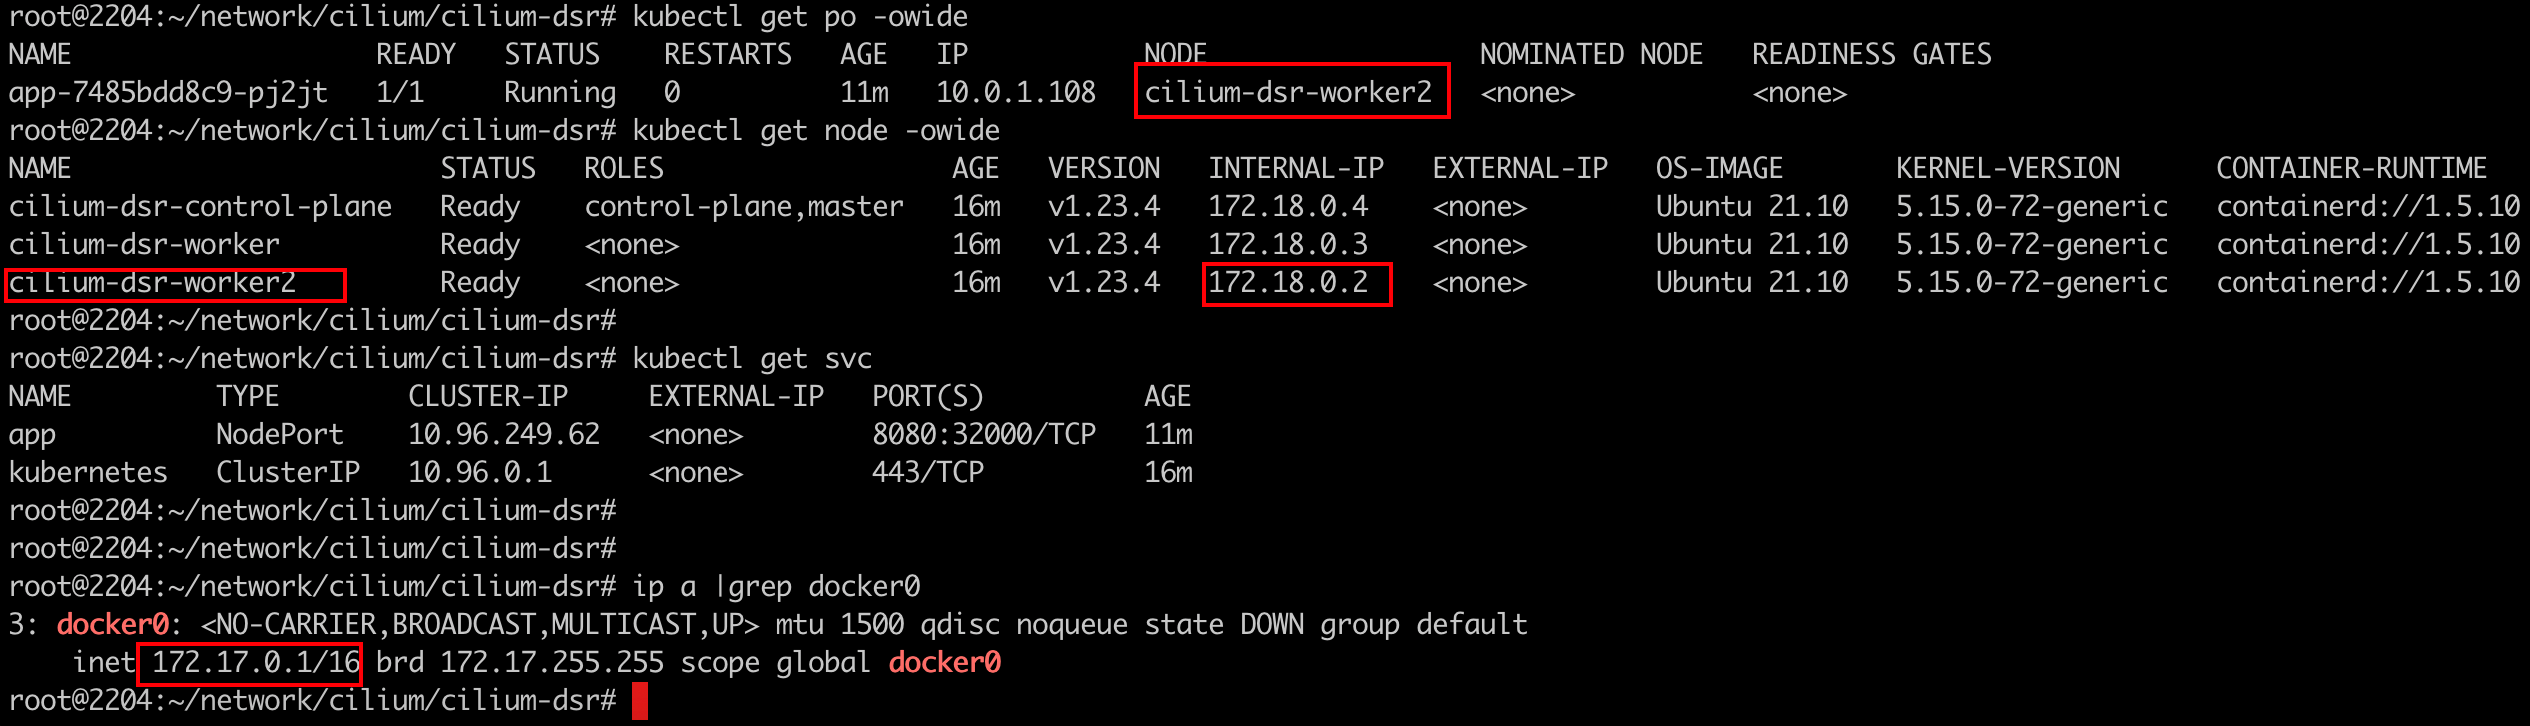 root@2204:~/network/cilium/cilium-dsr# kubectl get po -owide
NAME READY STATUS RESTARTS AGE IP NODE NOMINATED NODE READINESS GATES
app-7485bdd8c9-pj2jt 1/1 Running 0 11m 10.0.1.108 cilium-dsr-worker2 <none> <none>
root@2204:~/network/cilium/cilium-dsr# kubectl get node -owide
NAME STATUS ROLES AGE VERSION INTERNAL-IP EXTERNAL-IP OS-IMAGE KERNEL-VERSION CONTAINER-RUNTIME
cilium-dsr-control-plane Ready control-plane,master 16m v1.23.4 172.18.0.4 <none> Ubuntu 21.10 5.15.0-72-generic containerd://1.5.10
cilium-dsr-worker Ready <none> 16m v1.23.4 172.18.0.3 <none> Ubuntu 21.10 5.15.0-72-generic containerd://1.5.10
cilium-dsr-worker2 Ready <none> 16m v1.23.4 172.18.0.2 <none> Ubuntu 21.10 5.15.0-72-generic containerd://1.5.10
root@2204:~/network/cilium/cilium-dsr#
root@2204:~/network/cilium/cilium-dsr# kubectl get svc
NAME TYPE CLUSTER-IP EXTERNAL-IP PORT(S) AGE
app NodePort 10.96.249.62 <none> 8080:32000/TCP 11m
kubernetes ClusterIP 10.96.0.1 <none> 443/TCP 16m
root@2204:~/network/cilium/cilium-dsr#
root@2204:~/network/cilium/cilium-dsr#
root@2204:~/network/cilium/cilium-dsr# ip a |grep docker0
3: docker0: <NO-CARRIER,BROADCAST,MULTICAST,UP> mtu 1500 qdisc noqueue state DOWN group default
inet 172.17.0.1/16 brd 172.17.255.255 scope global docker0
root@2204:~/network/cilium/cilium-dsr#